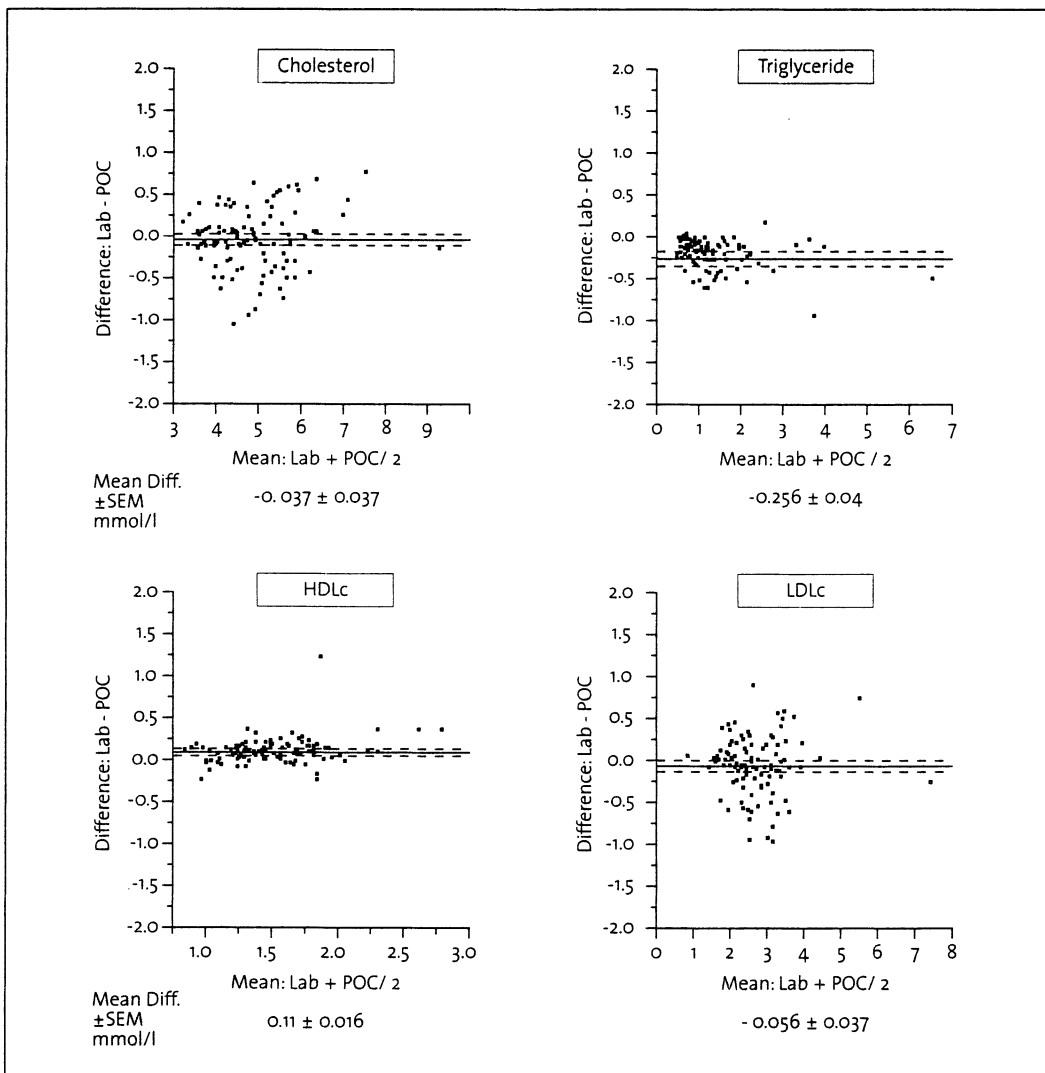 Cholesterol
2.0
1.5
1.0
0.5
0.0
-0.5
-1.0
-1.5
-2.0
Difference: Lab - POC
3 4 5 6 7 8 9
Mean: Lab + POC/ 2
Mean Diff.
±SEM
mmol/l
-0.037 ± 0.037
Triglyceride
2.0
1.5
1.0
0.5
0.0
-0.5
-1.0
-1.5
-2.0
Difference: Lab - POC
0 1 2 3 4 5 6 7
Mean: Lab + POC / 2
-0.256 ± 0.04
HDLc
2.0
1.5
1.0
0.5
0.0
-0.5
-1.0
-1.5
-2.0
Difference: Lab - POC
1.0 1.5 2.0 2.5 3.0
Mean: Lab + POC/ 2
Mean Diff.
±SEM
mmol/l
0.11 ± 0.016
LDLc
2.0
1.5
1.0
0.5
0.0
-0.5
-1.0
-1.5
-2.0
Difference: Lab - POC
0 1 2 3 4 5 6 7 8
Mean: Lab + POC/ 2
- 0.056 ± 0.037